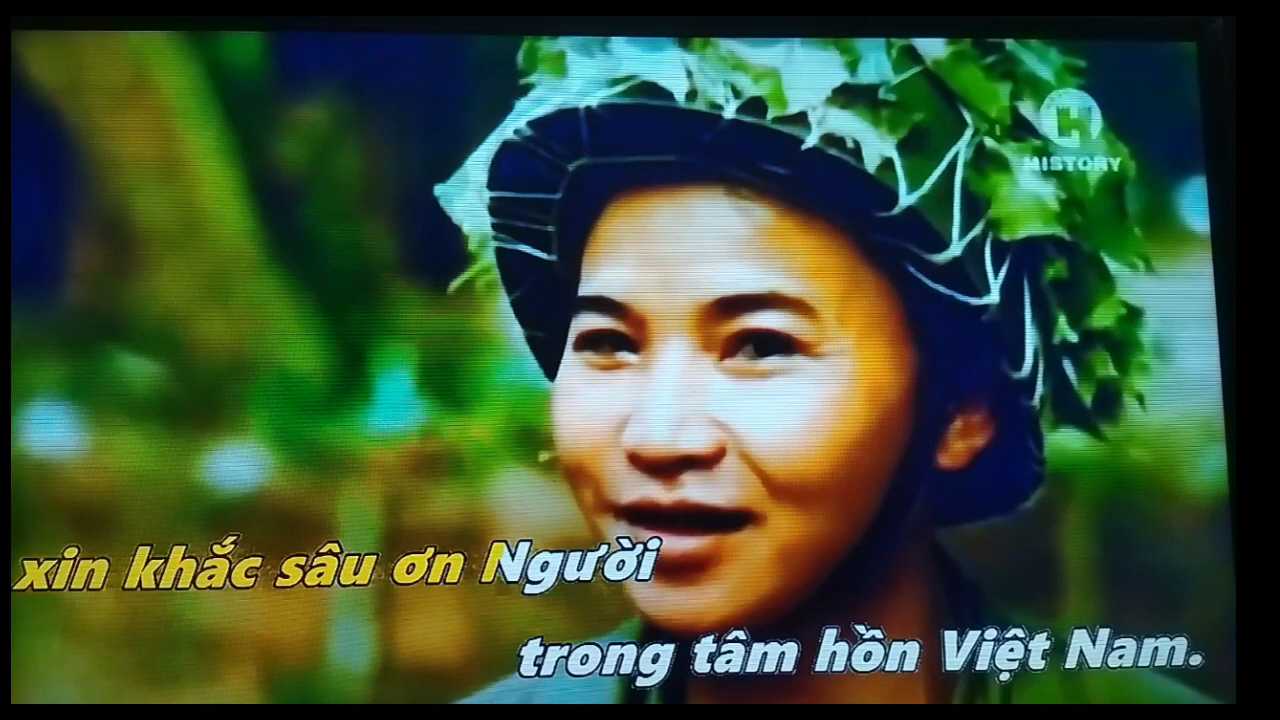 H
HISTORY
xin khắc sâu ơn Người
trong tâm hồn Việt Nam.